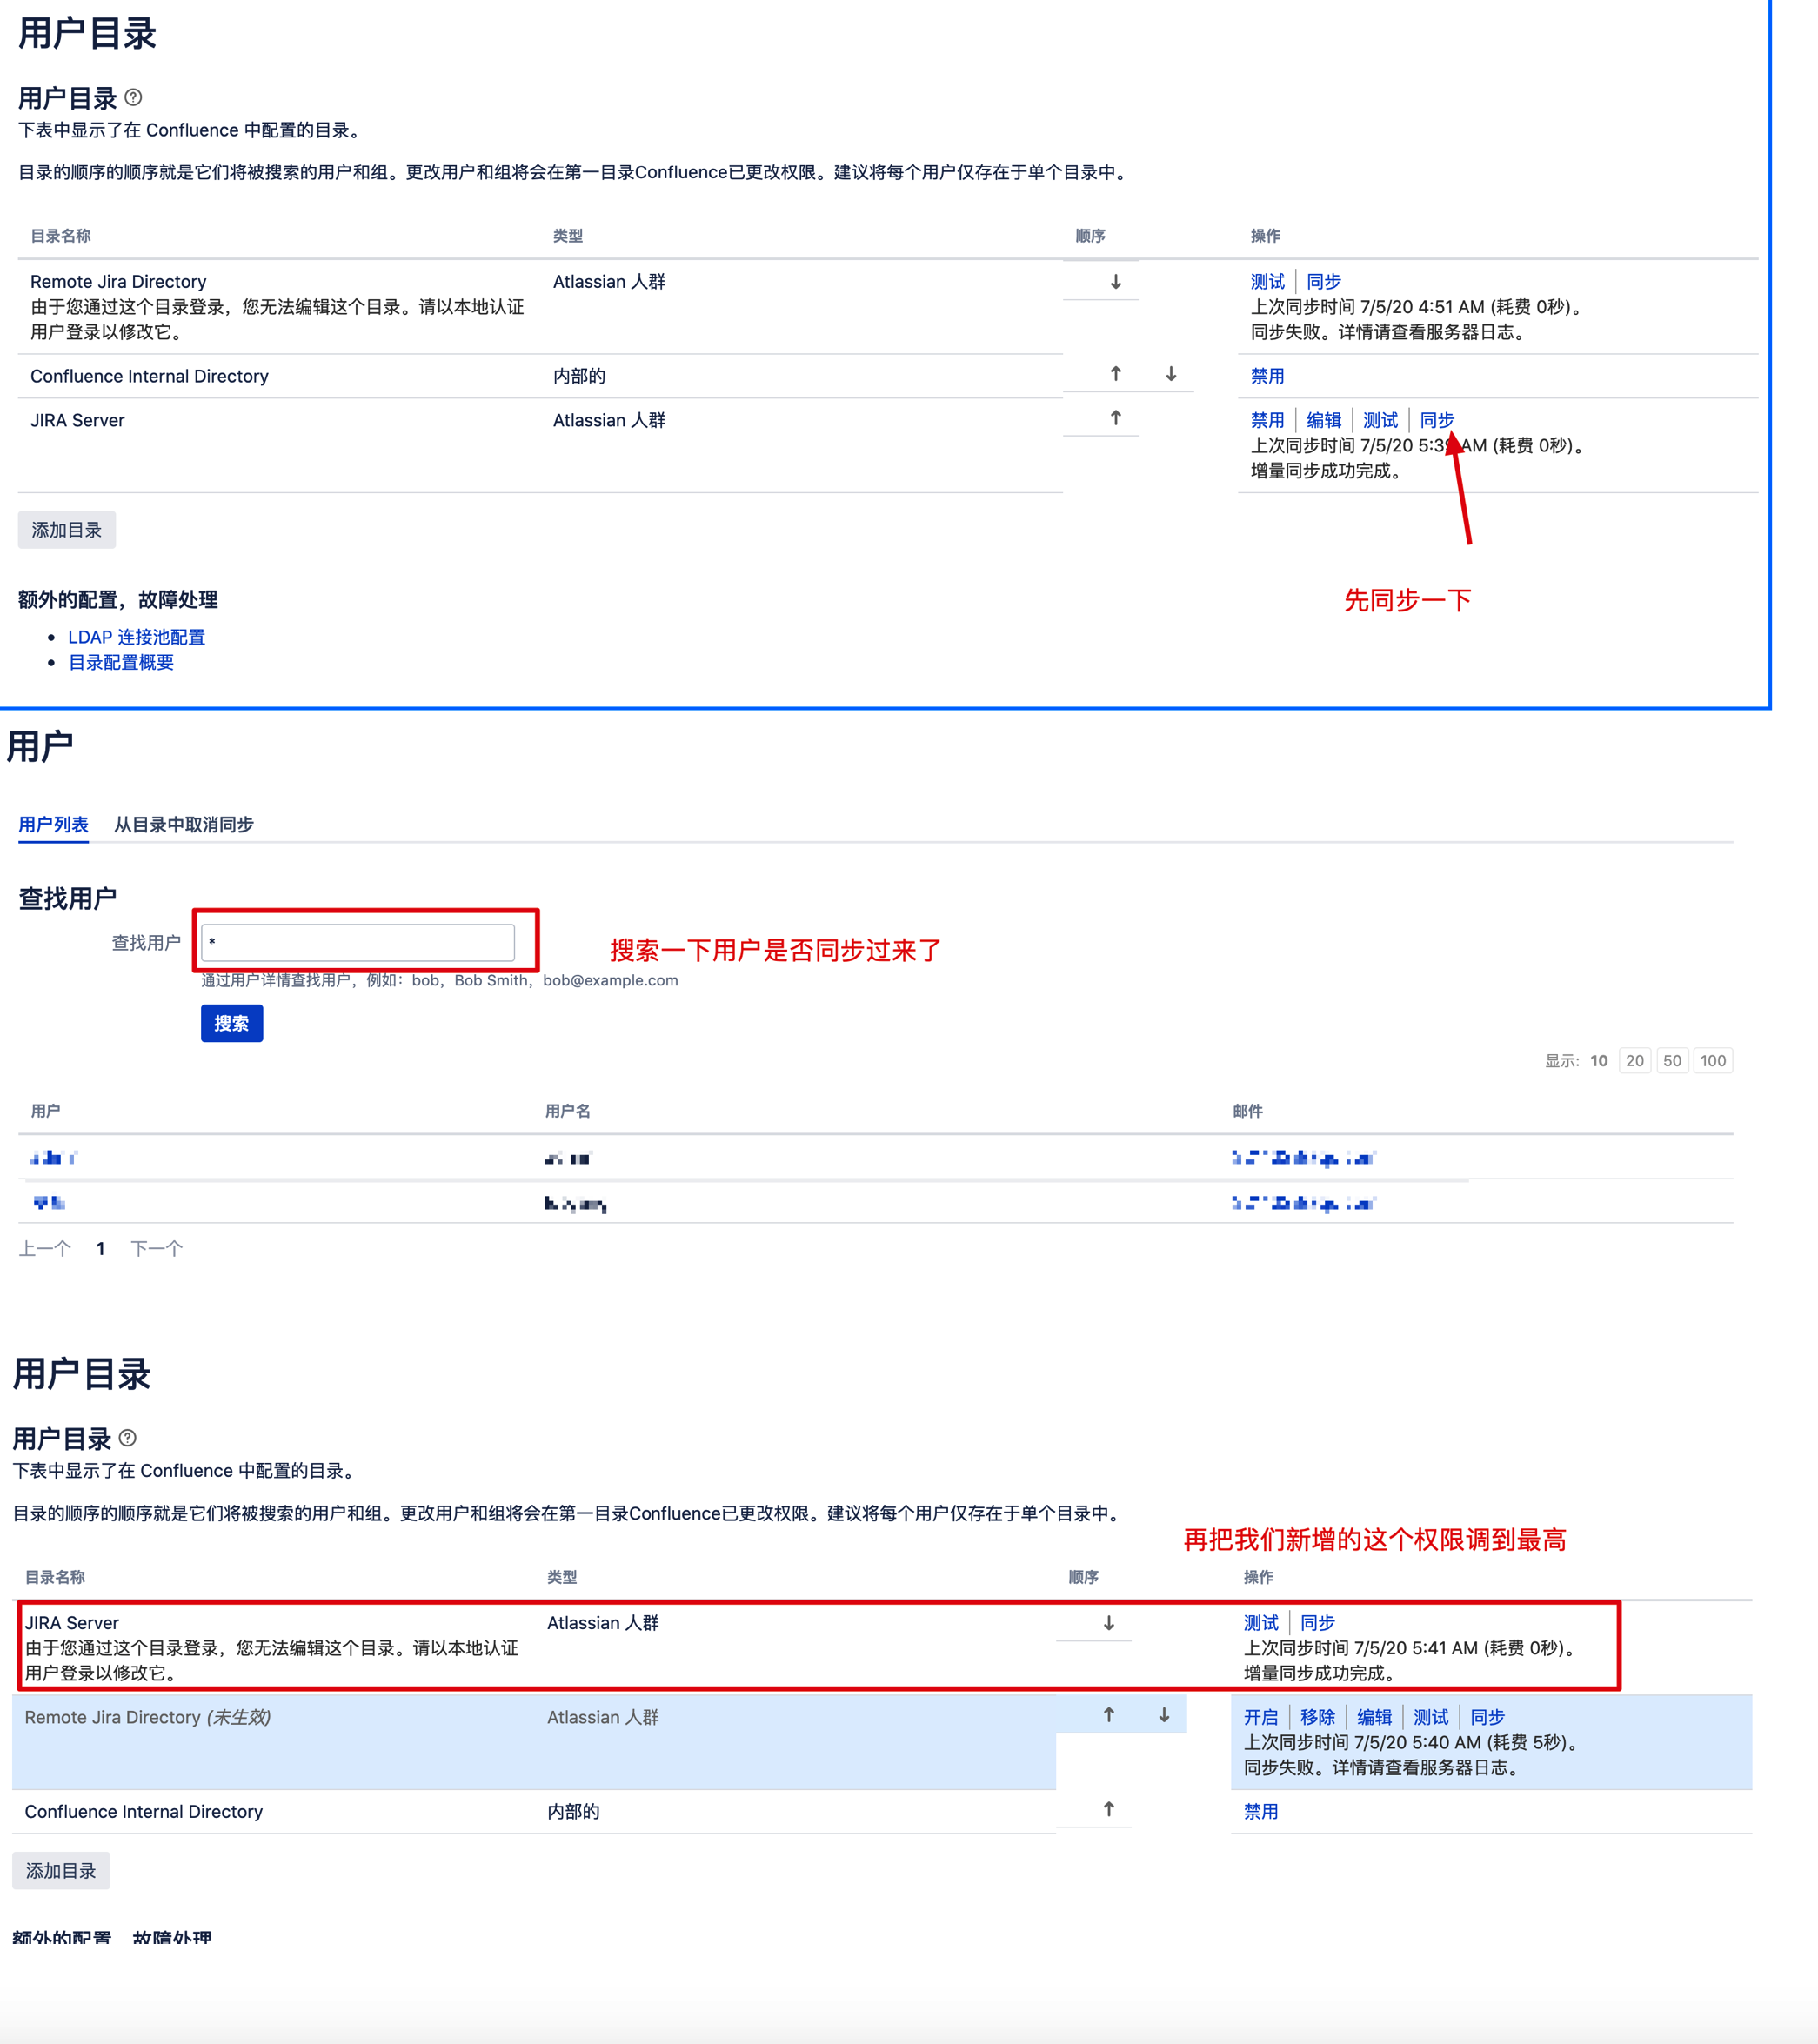 用户目录
用户目录
下表中显示了在 Confluence 中配置的目录。
目录的顺序的顺序就是它们将被搜索的用户和组。更改用户和组将会在第一目录Confluence已更改权限。建议将每个用户仅存在于单个目录中。
目录名称 类型 顺序 操作
Remote Jira Directory Atlassian 人群 ↓ 测试 同步
由于您通过这个目录登录，您无法编辑这个目录。请以本地认证 上次同步时间 7/5/20 4:51 AM (耗费 0秒)。
用户登录以修改它。 同步失败。详情请查看服务器日志。
Confluence Internal Directory 内部的 ↑ ↓ 禁用
JIRA Server Atlassian 人群 ↑ 禁用 编辑 测试 同步
上次同步时间 7/5/20 5:39 AM (耗费 0秒)。
增量同步成功完成。
添加目录
先同步一下
额外的配置，故障处理
• LDAP 连接池配置
• 目录配置概要
用户
用户列表 从目录中取消同步
查找用户
查找用户 * 搜索一下用户是否同步过来了
通过用户详情查找用户，例如：bob，Bob Smith，bob@example.com
搜索
显示: 10 20 50 100
用户 用户名 邮件
上一个 1 下一个
用户目录
用户目录
下表中显示了在 Confluence 中配置的目录。
目录的顺序的顺序就是它们将被搜索的用户和组。更改用户和组将会在第一目录Confluence已更改权限。建议将每个用户仅存在于单个目录中。
再把我们新增的这个权限调到最高
目录名称 类型 顺序 操作
JIRA Server Atlassian 人群 ↓ 测试 同步
由于您通过这个目录登录，您无法编辑这个目录。请以本地认证 上次同步时间 7/5/20 5:41 AM (耗费 0秒)。
用户登录以修改它。 增量同步成功完成。
Remote Jira Directory (未生效) Atlassian 人群 ↑ ↓ 开启 移除 编辑 测试 同步
上次同步时间 7/5/20 5:40 AM (耗费 5秒)。
同步失败。详情请查看服务器日志。
Confluence Internal Directory 内部的 ↑ 禁用
添加目录
额外的配置 故障处理